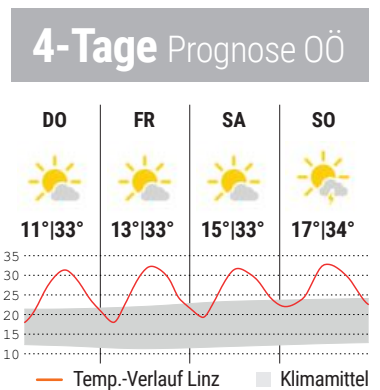 4-Tage Prognose OÖ
DO FR SA SO
11°|33° 13°|33° 15°|33° 17°|34°
35
30
25
20
15
10
Temp.-Verlauf Linz Klimamittel